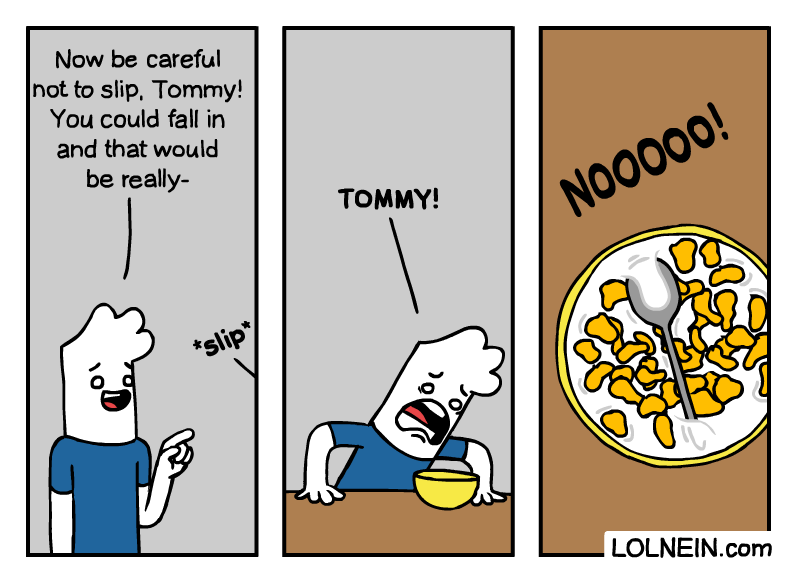 Now be careful
not to slip, Tommy!
You could fall in
and that would
be really-
*slip*
TOMMY!
NOOOOO!
LOLNEIN.com